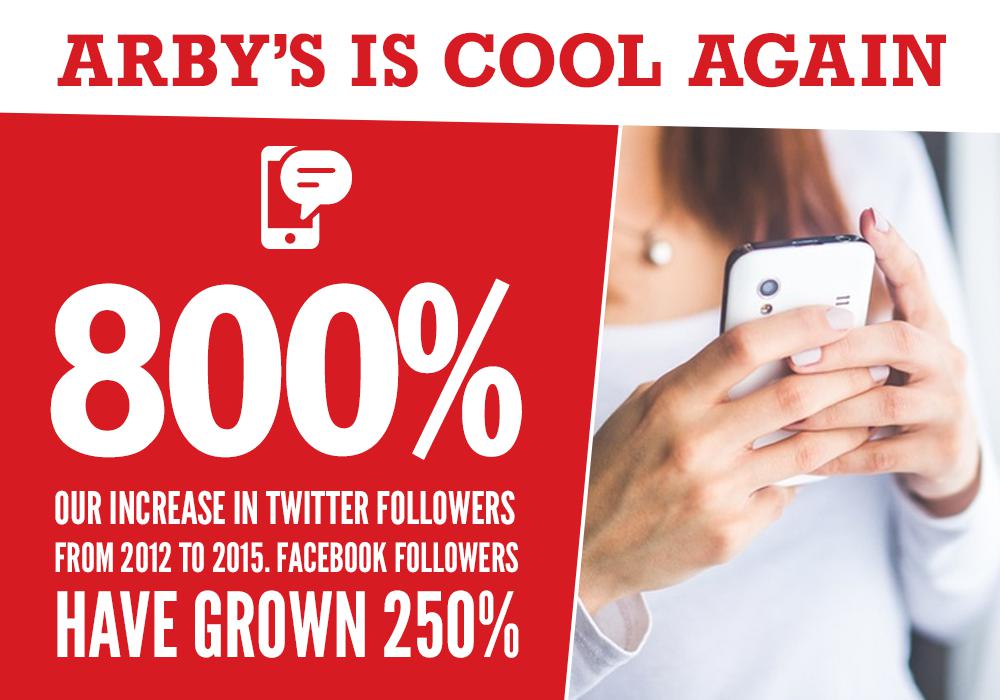 ARBY'S IS COOL AGAIN
800%
OUR INCREASE IN TWITTER FOLLOWERS
FROM 2012 TO 2015. FACEBOOK FOLLOWERS
HAVE GROWN 250%